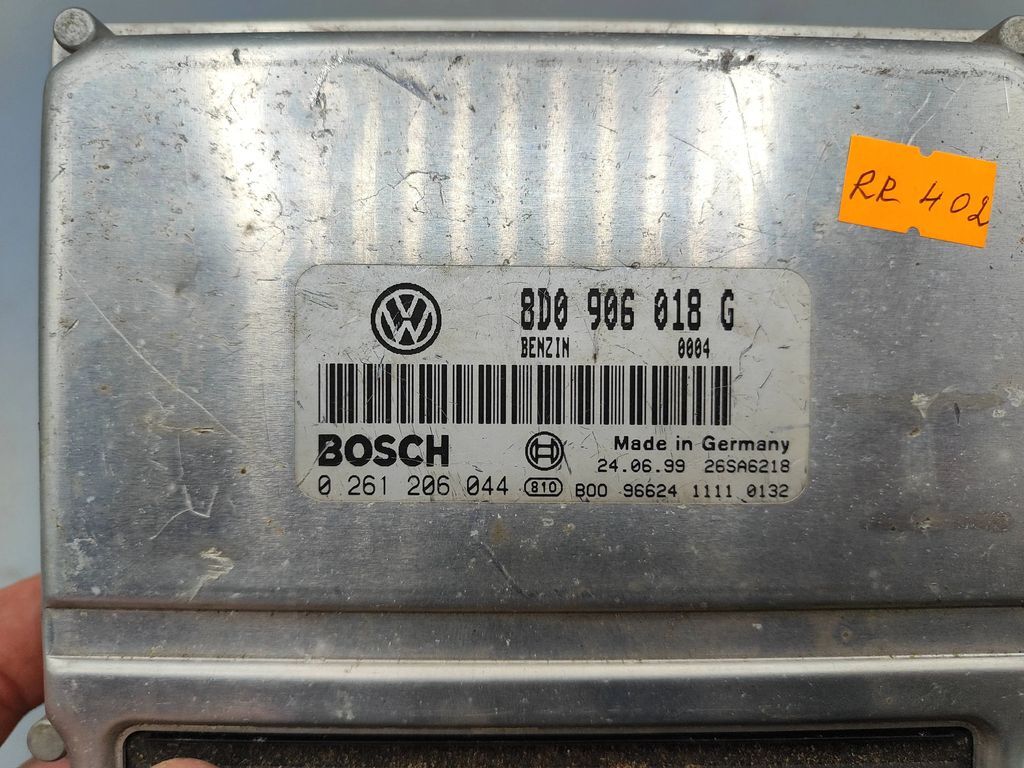 RR 402
VW
8D0 906 018 G
BENZIN 0004
BOSCH
Made in Germany
24.06.99 26SA6218
0 261 206 044 810 B00 96624 1111 0132